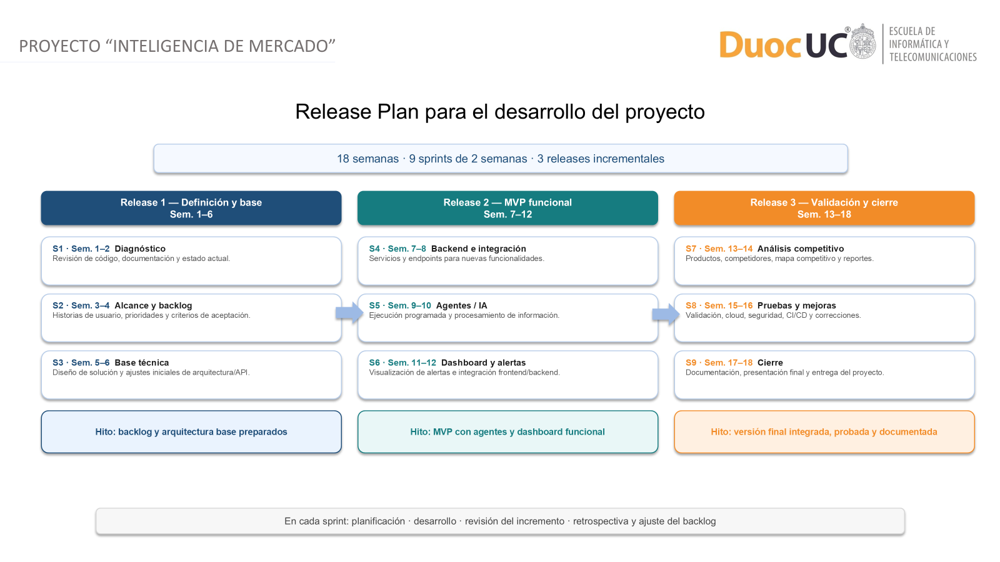 PROYECTO “INTELIGENCIA DE MERCADO”
DuocUC®
ESCUELA DE
INFORMÁTICA Y
TELECOMUNICACIONES
Release Plan para el desarrollo del proyecto
18 semanas · 9 sprints de 2 semanas · 3 releases incrementales
Release 1 — Definición y base
Sem. 1–6
S1 · Sem. 1–2 Diagnóstico
Revisión de código, documentación y estado actual.
S2 · Sem. 3–4 Alcance y backlog
Historias de usuario, prioridades y criterios de aceptación.
S3 · Sem. 5–6 Base técnica
Diseño de solución y ajustes iniciales de arquitectura/API.
Hito: backlog y arquitectura base preparados
Release 2 — MVP funcional
Sem. 7–12
S4 · Sem. 7–8 Backend e integración
Servicios y endpoints para nuevas funcionalidades.
S5 · Sem. 9–10 Agentes / IA
Ejecución programada y procesamiento de información.
S6 · Sem. 11–12 Dashboard y alertas
Visualización de alertas e integración frontend/backend.
Hito: MVP con agentes y dashboard funcional
Release 3 — Validación y cierre
Sem. 13–18
S7 · Sem. 13–14 Análisis competitivo
Productos, competidores, mapa competitivo y reportes.
S8 · Sem. 15–16 Pruebas y mejoras
Validación, cloud, seguridad, CI/CD y correcciones.
S9 · Sem. 17–18 Cierre
Documentación, presentación final y entrega del proyecto.
Hito: versión final integrada, probada y documentada
En cada sprint: planificación · desarrollo · revisión del incremento · retrospectiva y ajuste del backlog